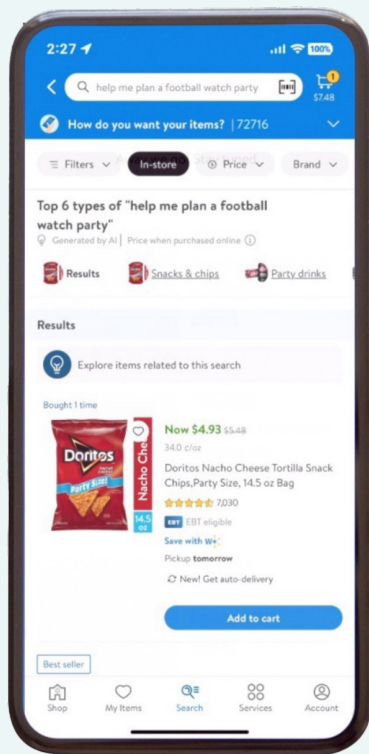 2:27
100%
help me plan a football watch party
1
$7.48
How do you want your items? | 72716
Filters
In-store
Price
Brand
Top 6 types of "help me plan a football
watch party"
Generated by AI | Price when purchased online
Results
Snacks & chips
Party drinks
Results
Explore items related to this search
Bought 1 time
Doritos
Party Size!
Nacho Chee
14.5
oz
Now $4.93 $5.48
34.0 ¢/oz
Doritos Nacho Cheese Tortilla Snack
Chips,Party Size, 14.5 oz Bag
7,030
EBT EBT eligible
Save with W+
Pickup tomorrow
New! Get auto-delivery
Add to cart
Best seller
Shop
My Items
Search
Services
Account